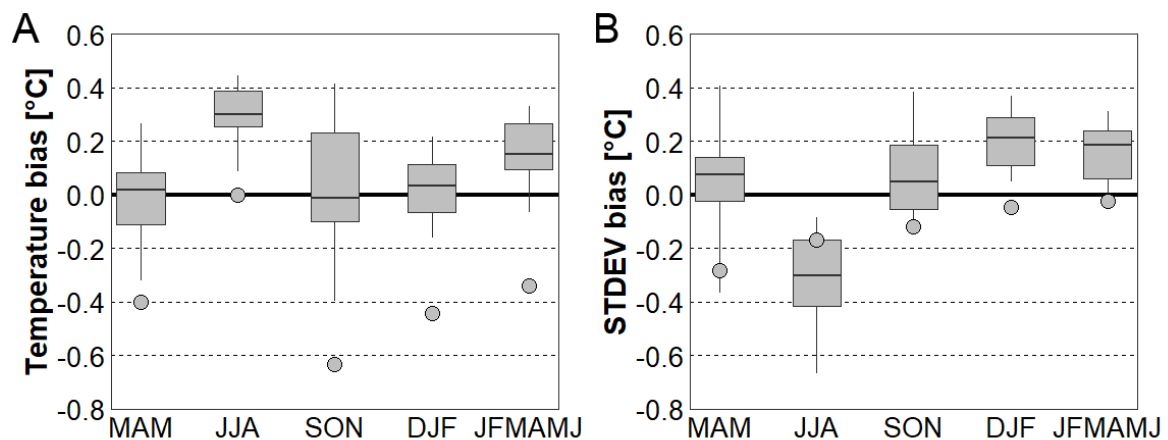 A
Temperature bias [°C]
0.6
0.4
0.2
0.0
-0.2
-0.4
-0.6
-0.8
MAM JJA SON DJF JFMAMJ
B
STDEV bias [°C]
0.6
0.4
0.2
0.0
-0.2
-0.4
-0.6
-0.8
MAM JJA SON DJF JFMAMJ